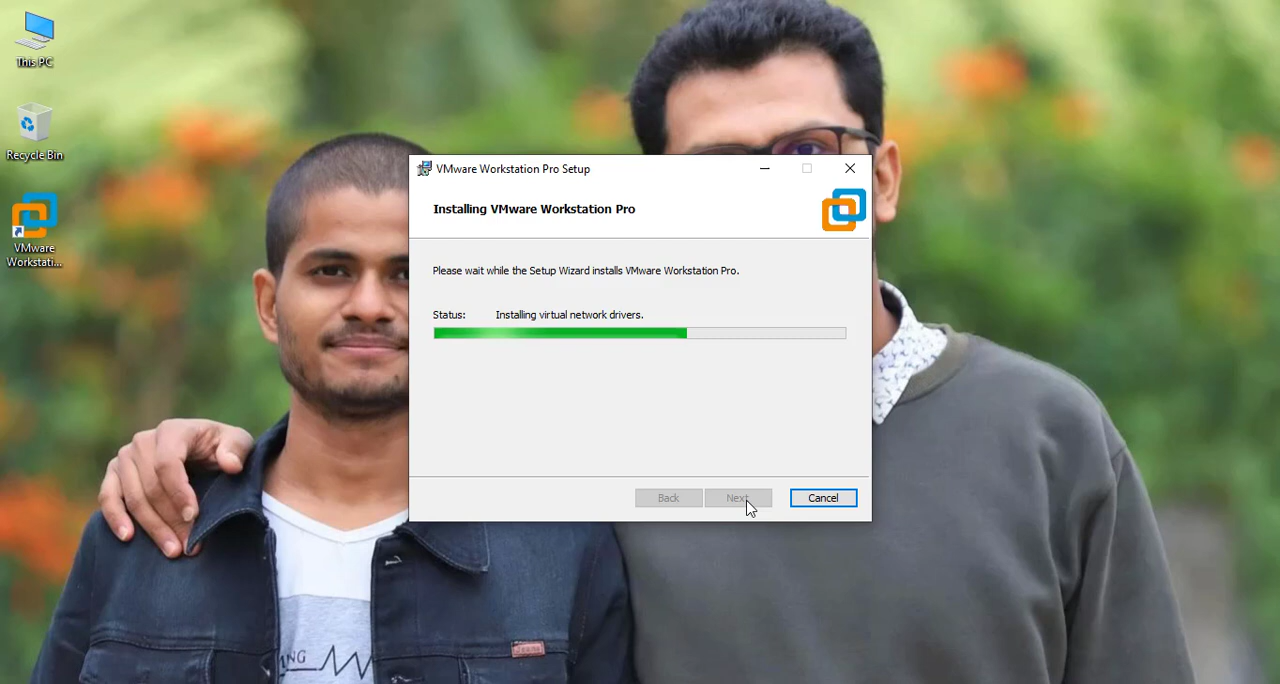 This PC
Recycle Bin
VMware
Workstati...
VMware Workstation Pro Setup
Installing VMware Workstation Pro
Please wait while the Setup Wizard installs VMware Workstation Pro.
Status: Installing virtual network drivers.
Back Next Cancel